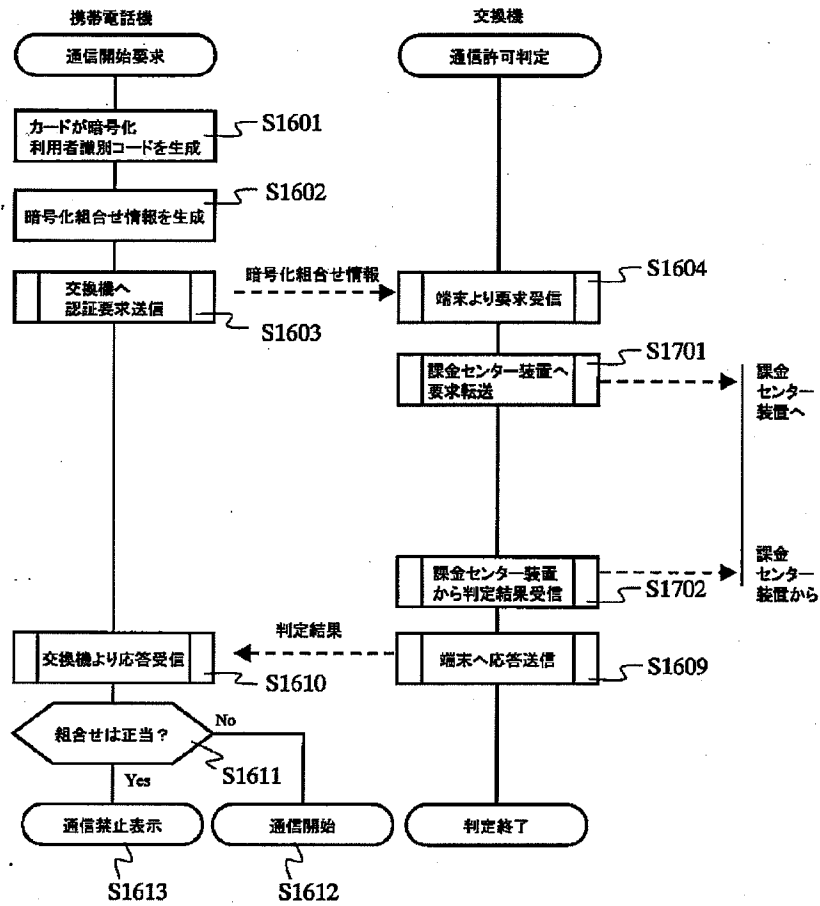 携帯電話機
交換機
通信開始要求
通信許可判定
カードが暗号化
利用者識別コードを生成
S1601
暗号化組合せ情報を生成
S1602
交換機へ
認証要求送信
S1603
暗号化組合せ情報
端末より要求受信
S1604
課金センター装置へ
要求転送
S1701
課金
センター
装置へ
課金センター装置
から判定結果受信
S1702
課金
センター
装置から
判定結果
交換機より応答受信
S1610
端末へ応答送信
S1609
組合せは正当?
No
S1611
Yes
通信禁止表示
通信開始
判定終了
S1613
S1612